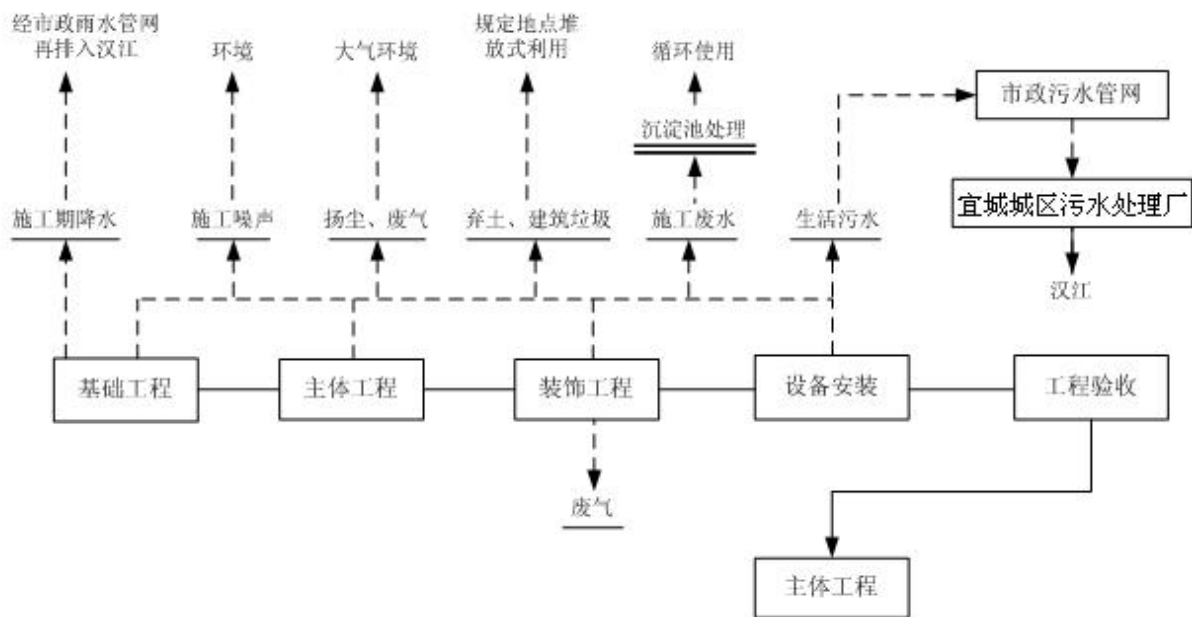 经市政雨水管网
再排入汉江
环境
大气环境
规定地点堆
放式利用
循环使用
市政污水管网
沉淀池处理
宜城城区污水处理厂
施工期降水
施工噪声
扬尘、废气
弃土、建筑垃圾
施工废水
生活污水
汉江
基础工程
主体工程
装饰工程
设备安装
工程验收
废气
主体工程